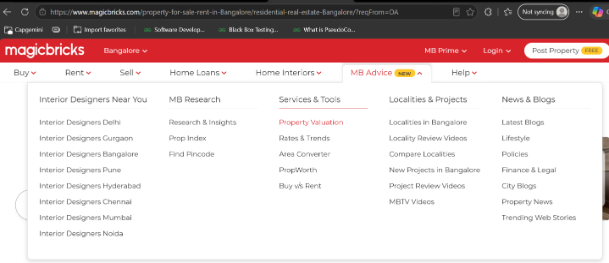 https://www.magicbricks.com/property-for-sale-rent-in-Bangalore/residential-real-estate-Bangalore/?reqFrom=OA
Not syncing
Capgemini
Import favorites
Software Develop...
Black Box Testing...
What is PseudoCo...
magicbricks
Bangalore
MB Prime
Login
Post Property FREE
Buy
Rent
Sell
Home Loans
Home Interiors
MB Advice NEW
Help
Interior Designers Near You
Interior Designers Delhi
Interior Designers Gurgaon
Interior Designers Bangalore
Interior Designers Pune
Interior Designers Hyderabad
Interior Designers Chennai
Interior Designers Mumbai
Interior Designers Noida
MB Research
Research & Insights
Prop Index
Find Pincode
Services & Tools
Property Valuation
Rates & Trends
Area Converter
PropWorth
Buy v/s Rent
Localities & Projects
Localities in Bangalore
Locality Review Videos
Compare Localities
New Projects in Bangalore
Project Review Videos
MBTV Videos
News & Blogs
Latest Blogs
Lifestyle
Policies
Finance & Legal
City Blogs
Property News
Trending Web Stories